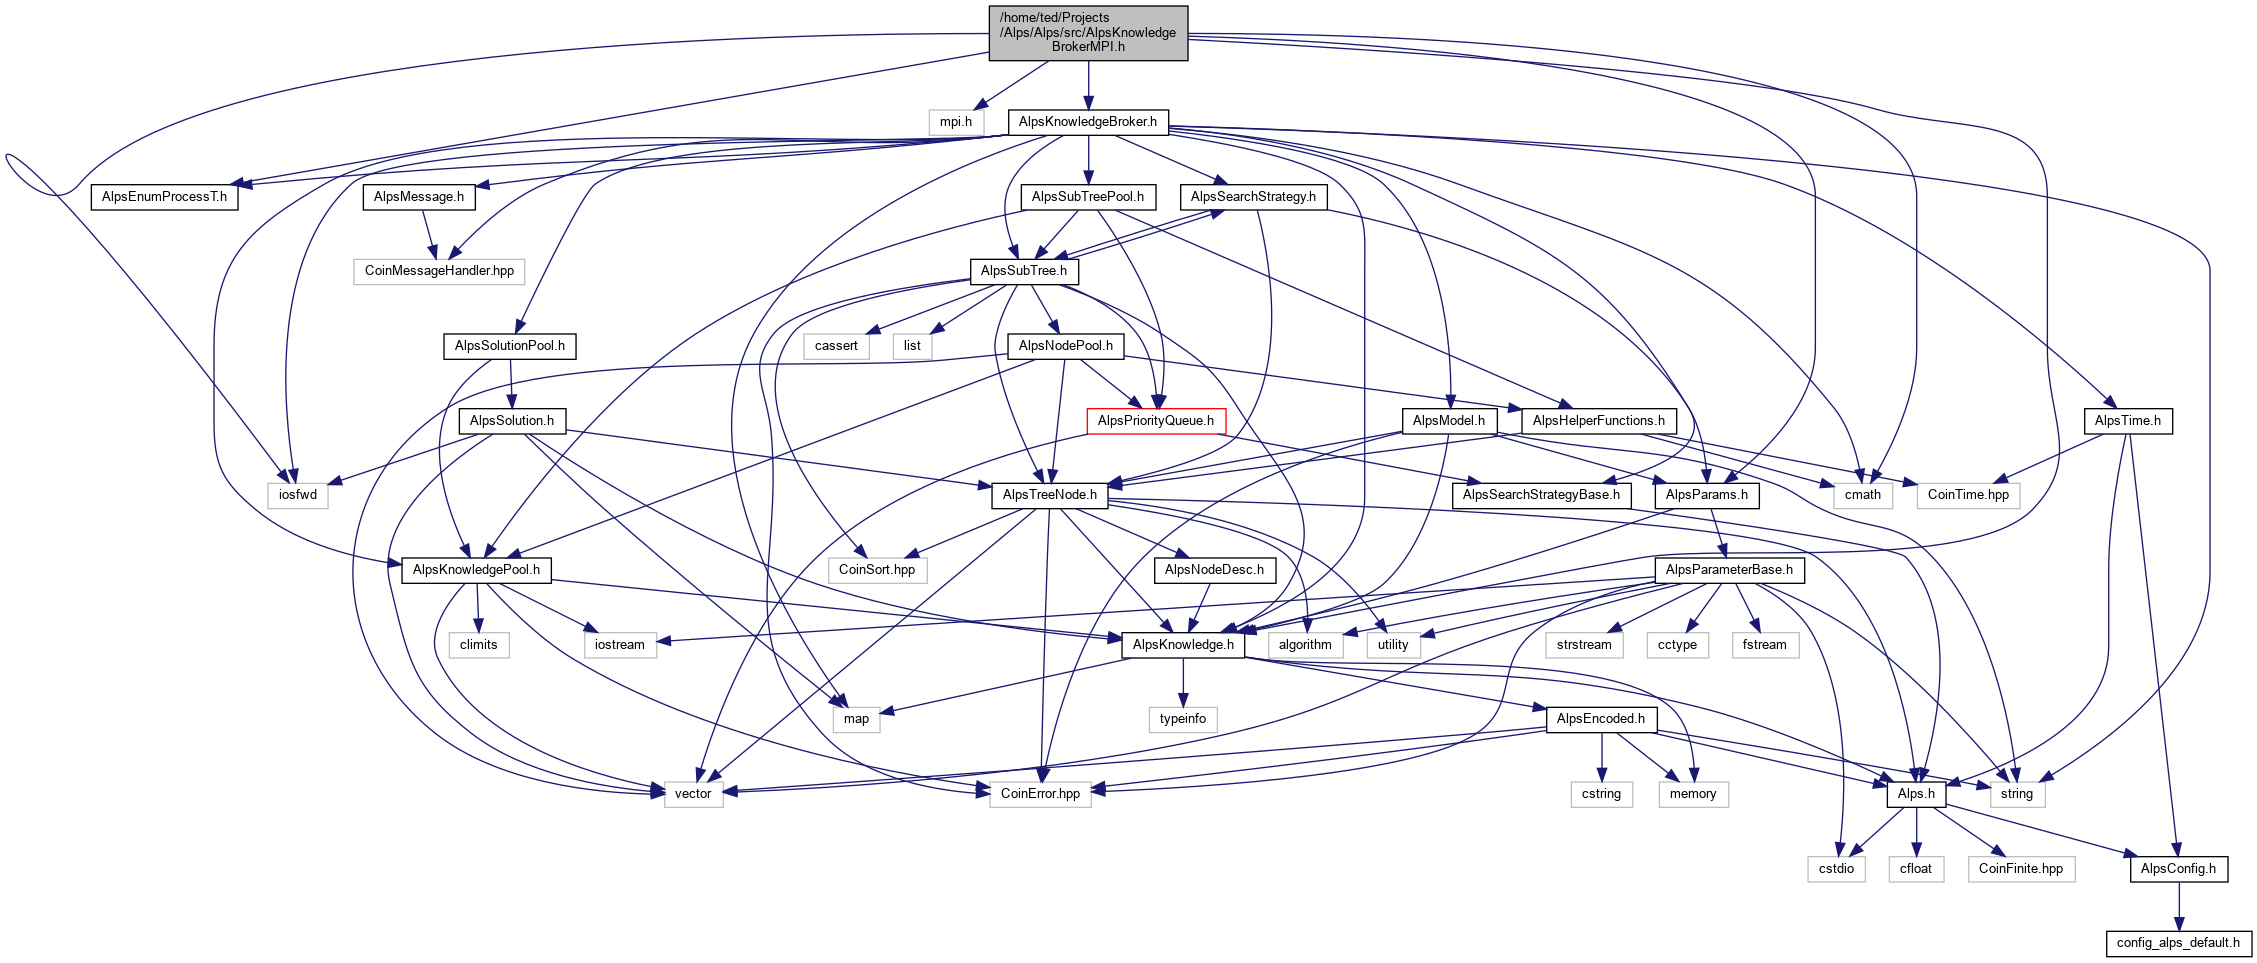 /home/ted/Projects
/Alps/Alps/src/AlpsKnowledge
BrokerMPI.h
mpi.h
AlpsKnowledgeBroker.h
AlpsEnumProcessT.h
AlpsMessage.h
AlpsSubTreePool.h
AlpsSearchStrategy.h
CoinMessageHandler.hpp
AlpsSubTree.h
AlpsSolutionPool.h
cassert
list
AlpsNodePool.h
AlpsSolution.h
AlpsPriorityQueue.h
AlpsModel.h
AlpsHelperFunctions.h
AlpsTime.h
iosfwd
AlpsTreeNode.h
AlpsSearchStrategyBase.h
AlpsParams.h
cmath
CoinTime.hpp
AlpsKnowledgePool.h
CoinSort.hpp
AlpsNodeDesc.h
AlpsParameterBase.h
climits
iostream
AlpsKnowledge.h
algorithm
utility
strstream
cctype
fstream
map
typeinfo
AlpsEncoded.h
vector
CoinError.hpp
cstring
memory
Alps.h
string
cstdio
cfloat
CoinFinite.hpp
AlpsConfig.h
config_alps_default.h